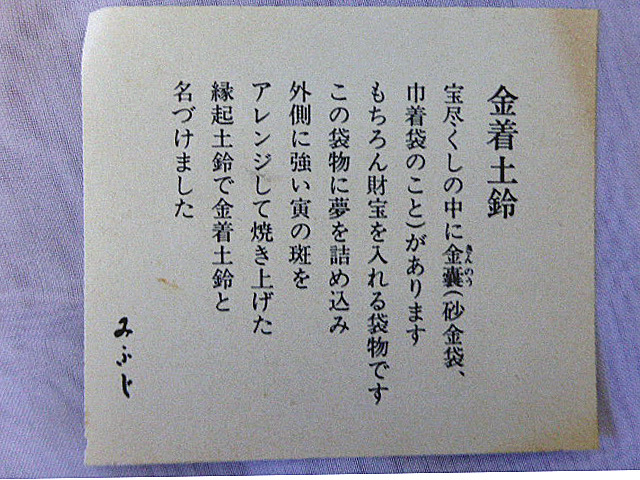 金着土鈴
宝尽くしの中に金嚢(砂金袋、
きんのう
巾着袋のこと)があります
もちろん財宝を入れる袋物です
この袋物に夢を詰め込み
外側に強い寅の斑を
アレンジして焼き上げた
縁起土鈴で金着土鈴と
名づけました
みふじ